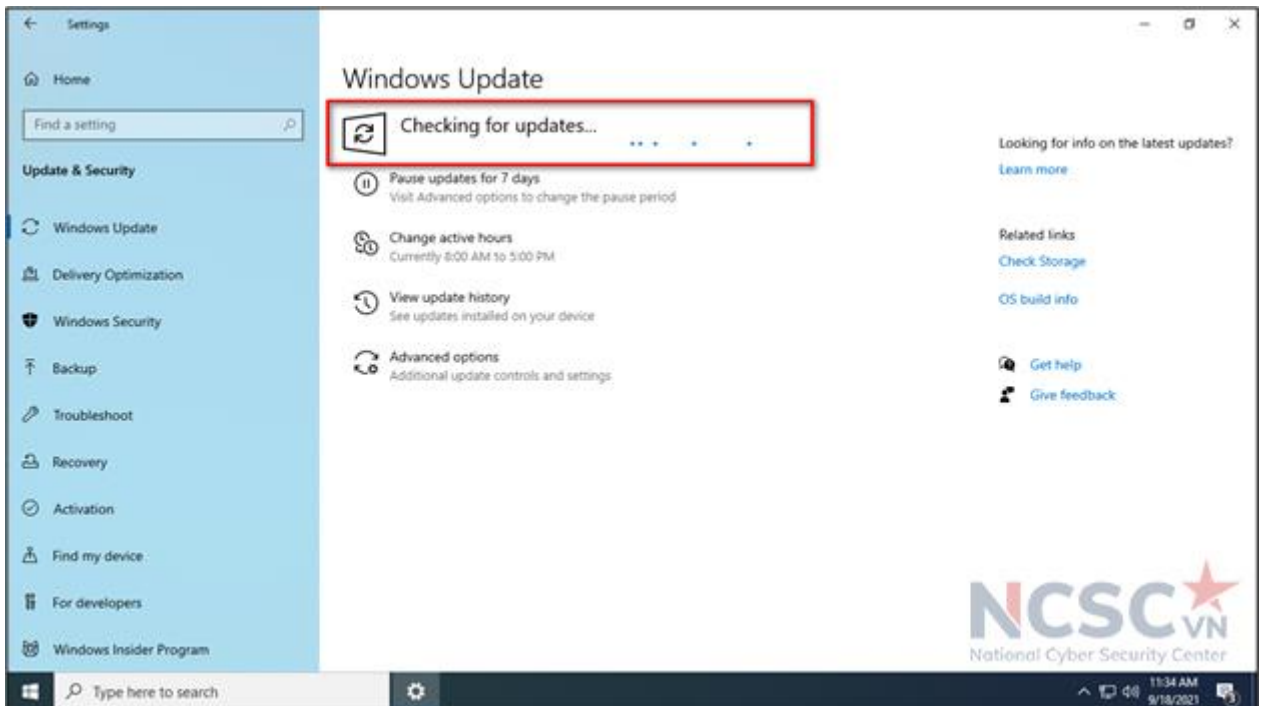 Settings
Home
Find a setting
Update & Security
Windows Update
Delivery Optimization
Windows Security
Backup
Troubleshoot
Recovery
Activation
Find my device
For developers
Windows Insider Program
Windows Update
Checking for updates...
Pause updates for 7 days
Visit Advanced options to change the pause period
Change active hours
Currently 8:00 AM to 5:00 PM
View update history
See updates installed on your device
Advanced options
Additional update controls and settings
Looking for info on the latest updates?
Learn more
Related links
Check Storage
OS build info
Get help
Give feedback
NCSC
VN
National Cyber Security Center
Type here to search
11:34 AM
9/18/2021
3